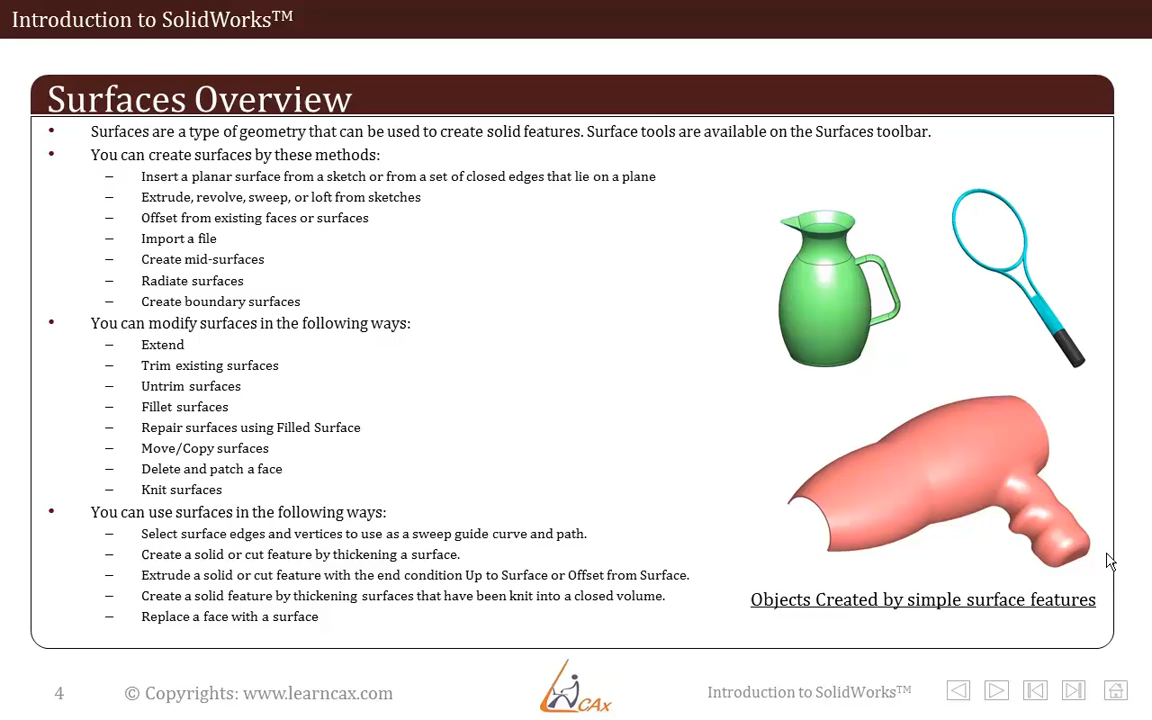 Introduction to SolidWorks™
Surfaces Overview
• Surfaces are a type of geometry that can be used to create solid features. Surface tools are available on the Surfaces toolbar.
• You can create surfaces by these methods:
– Insert a planar surface from a sketch or from a set of closed edges that lie on a plane
– Extrude, revolve, sweep, or loft from sketches
– Offset from existing faces or surfaces
– Import a file
– Create mid-surfaces
– Radiate surfaces
– Create boundary surfaces
• You can modify surfaces in the following ways:
– Extend
– Trim existing surfaces
– Untrim surfaces
– Fillet surfaces
– Repair surfaces using Filled Surface
– Move/Copy surfaces
– Delete and patch a face
– Knit surfaces
• You can use surfaces in the following ways:
– Select surface edges and vertices to use as a sweep guide curve and path.
– Create a solid or cut feature by thickening a surface.
– Extrude a solid or cut feature with the end condition Up to Surface or Offset from Surface.
– Create a solid feature by thickening surfaces that have been knit into a closed volume.
– Replace a face with a surface
Objects Created by simple surface features
4
© Copyrights: www.learncax.com
CAx
Introduction to SolidWorks™